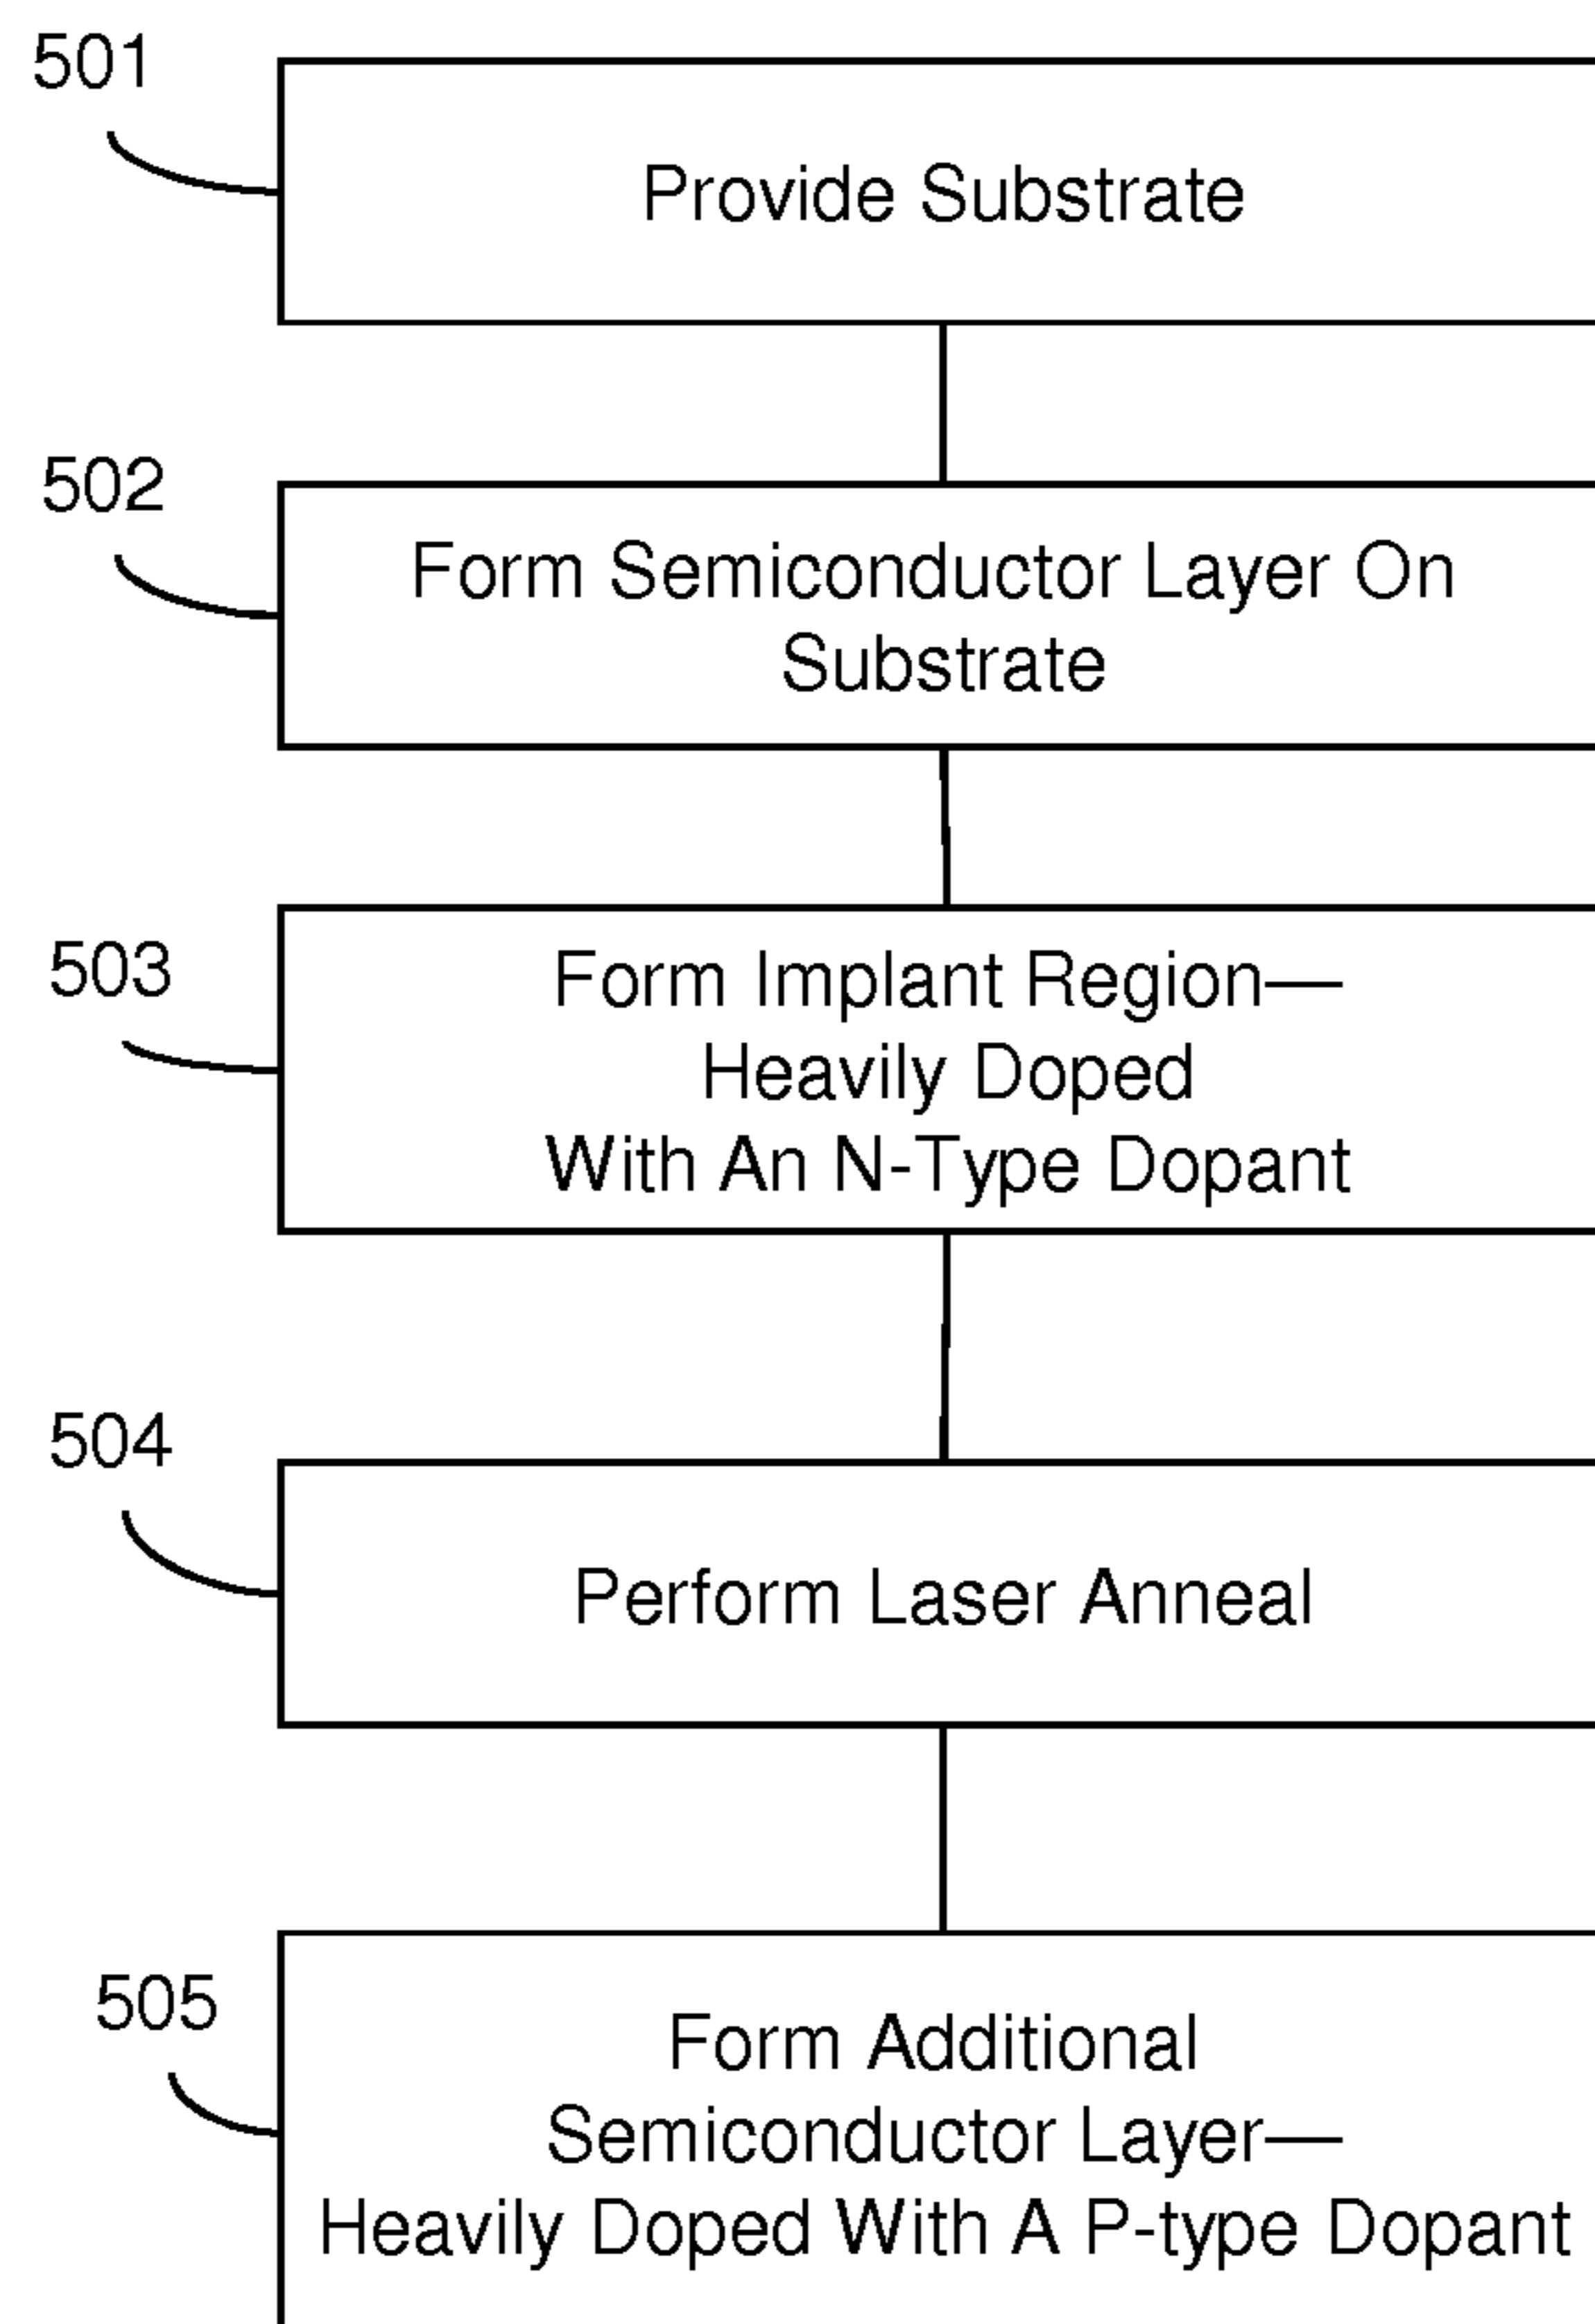 501
Provide Substrate
502
Form Semiconductor Layer On
Substrate
503
Form Implant Region—
Heavily Doped
With An N-Type Dopant
504
Perform Laser Anneal
505
Form Additional
Semiconductor Layer—
Heavily Doped With A P-type Dopant